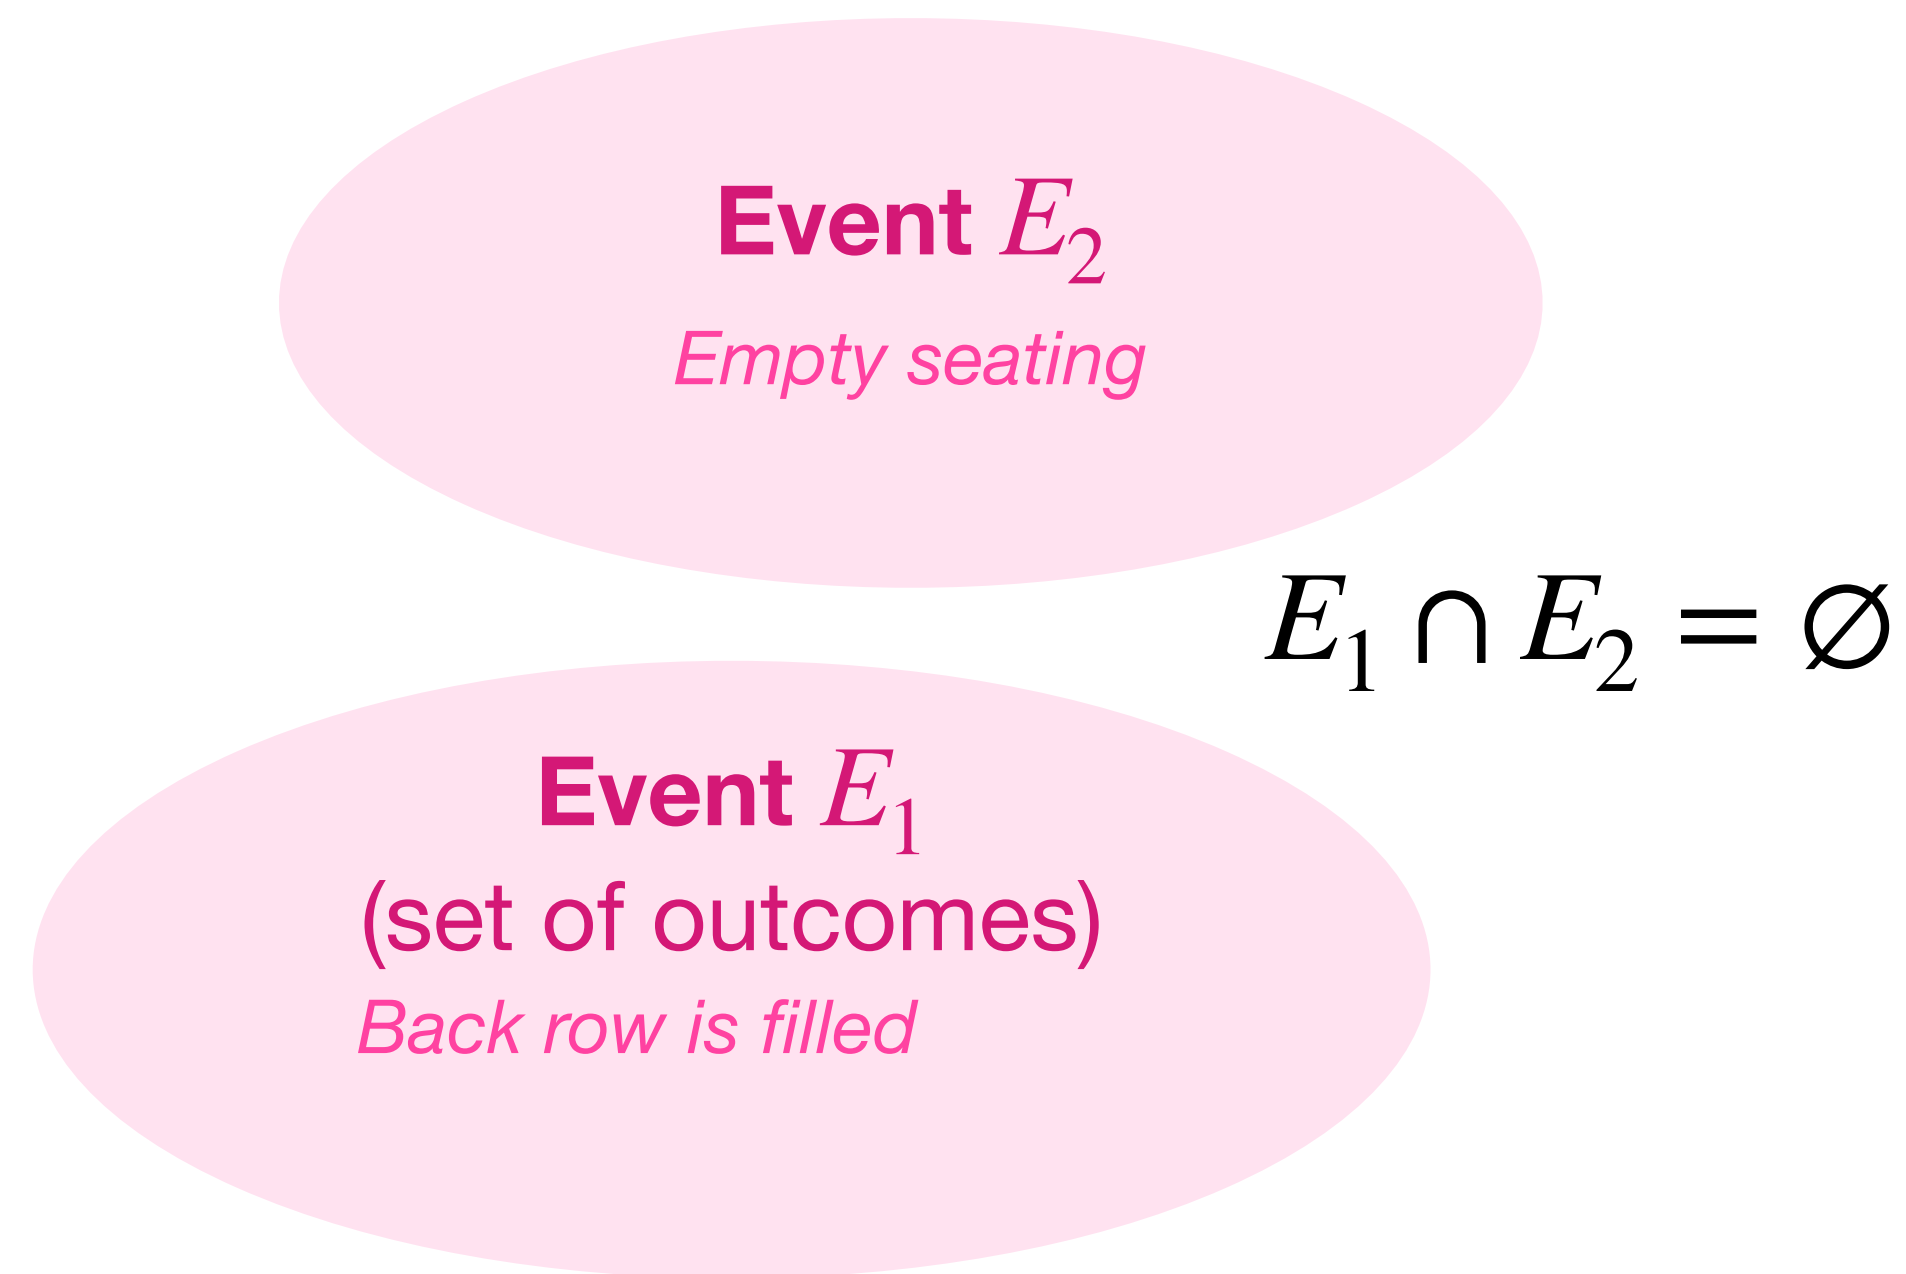 Event E₂
Empty seating
E₁ ∩ E₂ = ∅
Event E₁
(set of outcomes)
Back row is filled